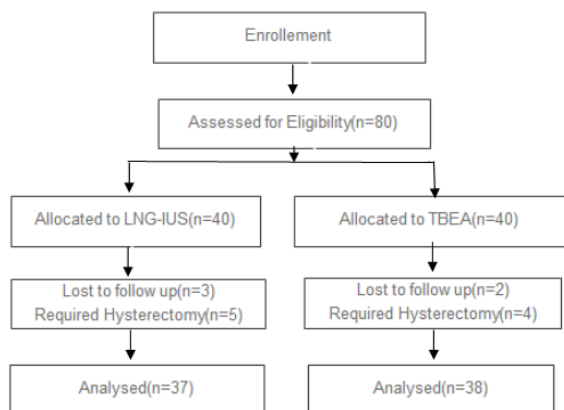 Enrollement
Assessed for Eligibility(n=80)
Allocated to LNG-IUS(n=40)
Allocated to TBEA(n=40)
Lost to follow up(n=3)
Required Hysterectomy(n=5)
Lost to follow up(n=2)
Required Hysterectomy(n=4)
Analysed(n=37)
Analysed(n=38)